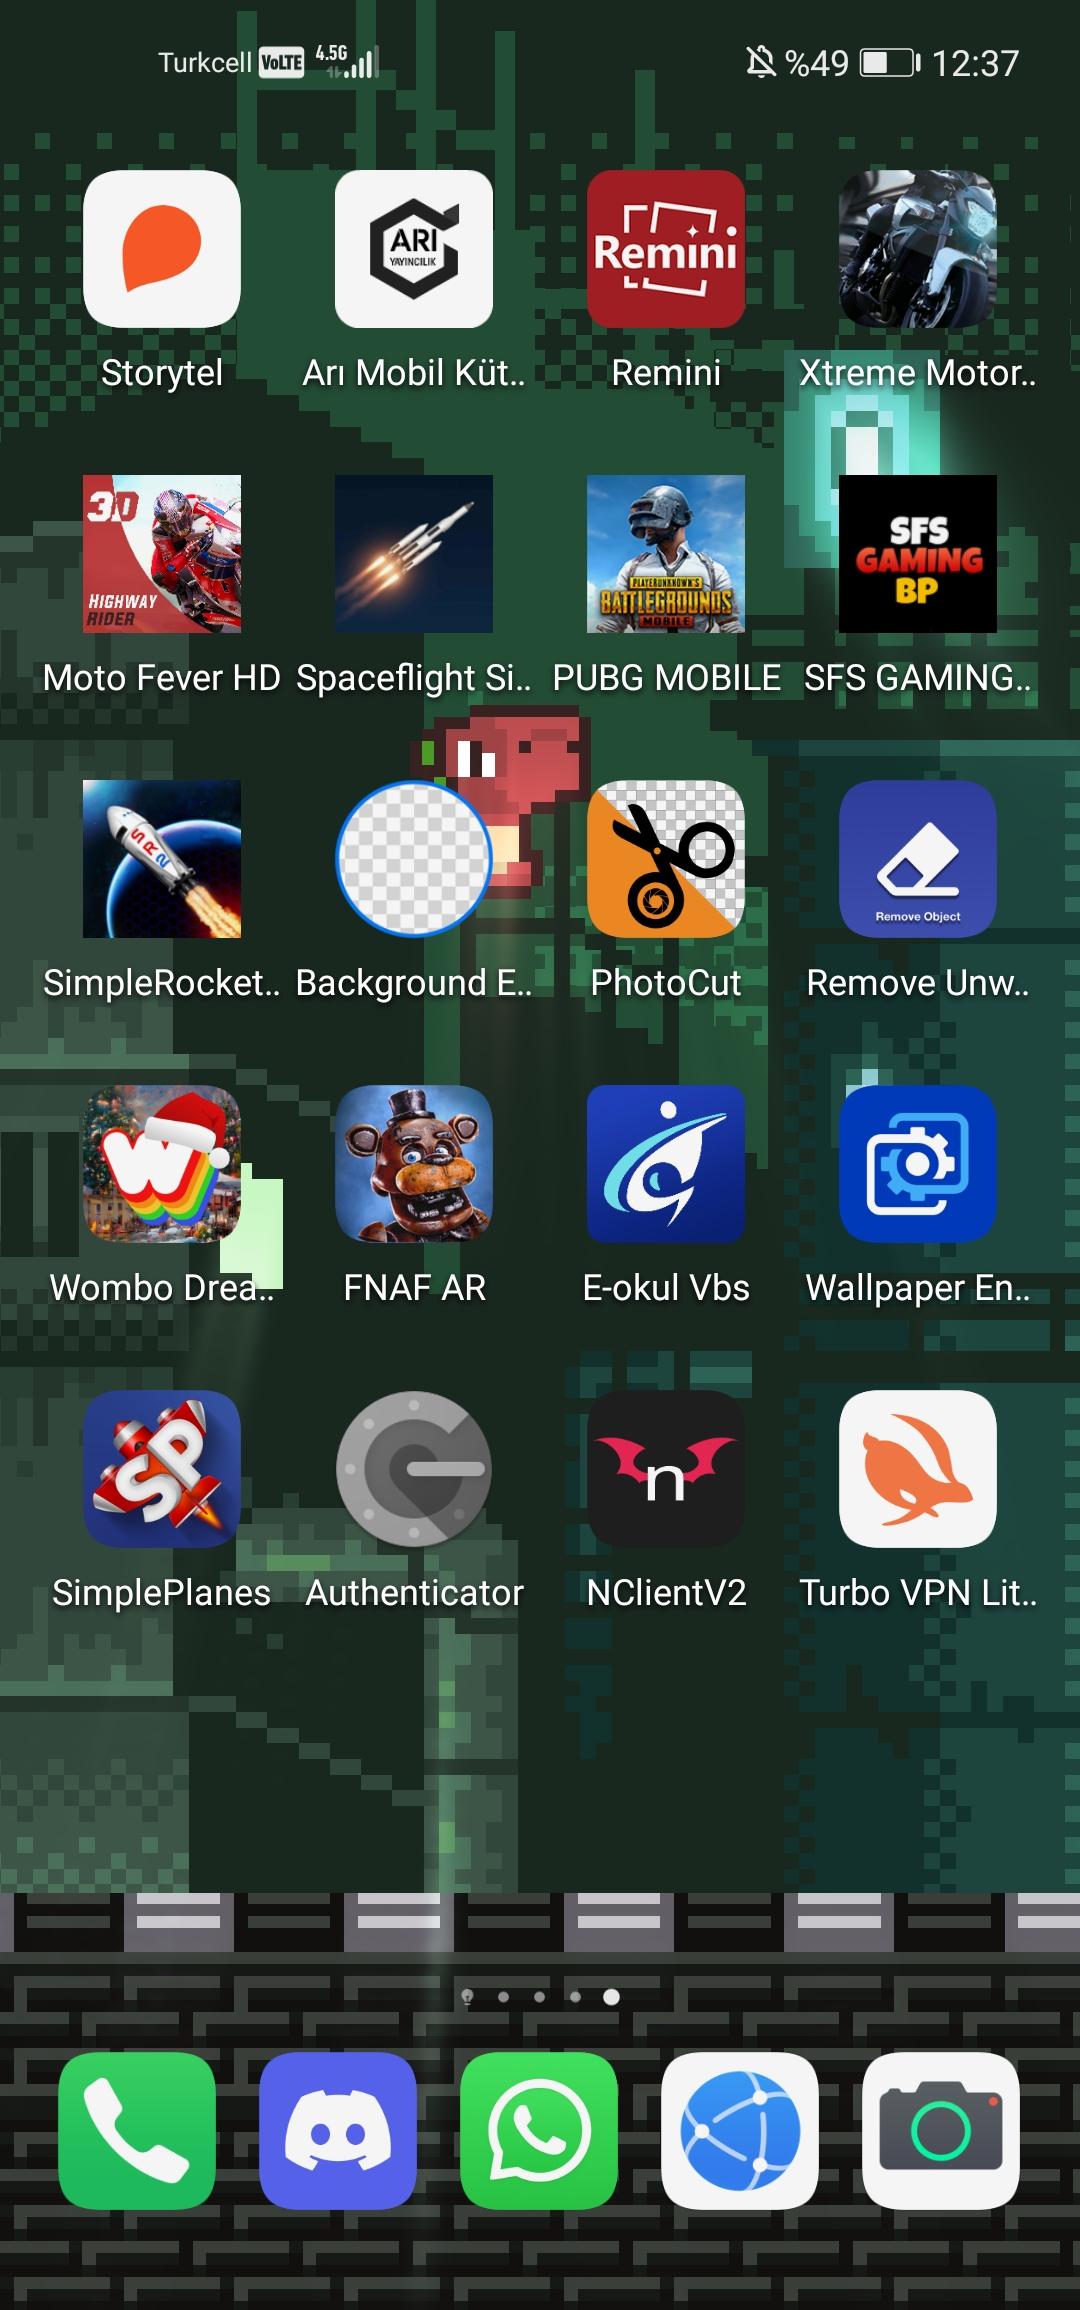 Turkcell VoLTE 4.5G %49 12:37
ARI
YAYINCILIK
Remini
Storytel Arı Mobil Küt.. Remini Xtreme Motor..
3D
HIGHWAY
RIDER
PLAYERUNKNOWN'S
BATTLEGROUNDS
MOBILE
SFS
GAMING
BP
Moto Fever HD Spaceflight Si.. PUBG MOBILE SFS GAMING..
SR2
Remove Object
SimpleRocket.. Background E.. PhotoCut Remove Unw..
W
Wombo Drea.. FNAF AR E-okul Vbs Wallpaper En..
SP
n
SimplePlanes Authenticator NClientV2 Turbo VPN Lit..